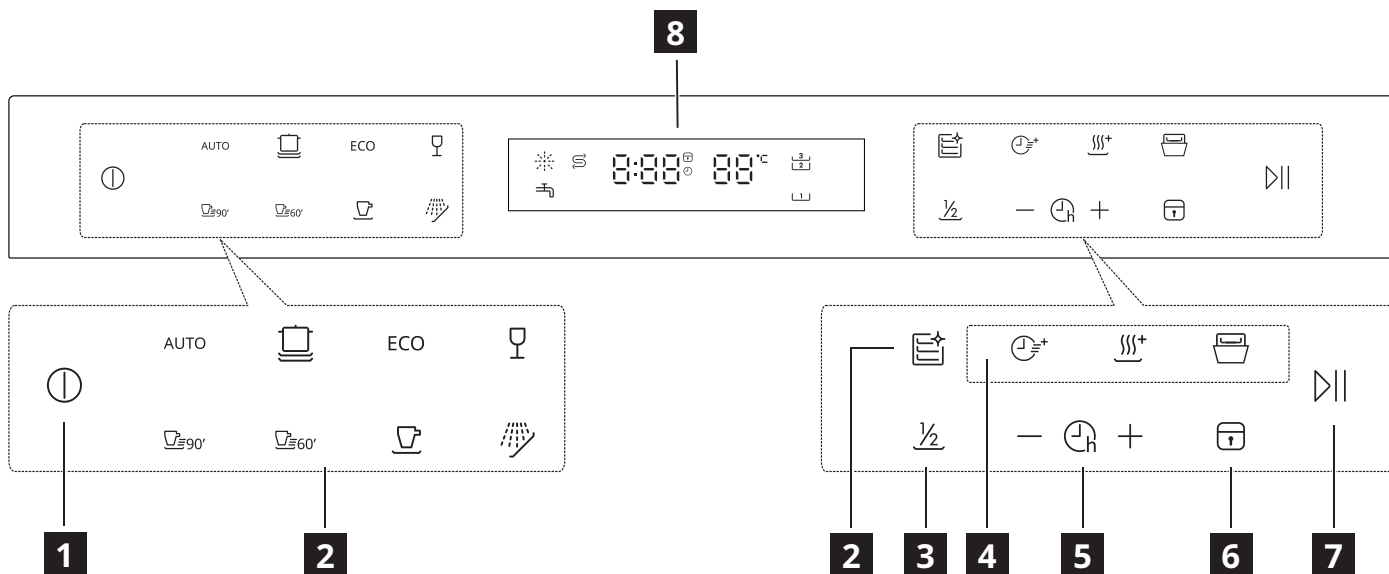 8
AUTO ECO
8:88 88 °C 3
2
90’ 60’ 1
½ − h +
AUTO ECO
90’ 60’
½ − h +
1 2 2 3 4 5 6 7